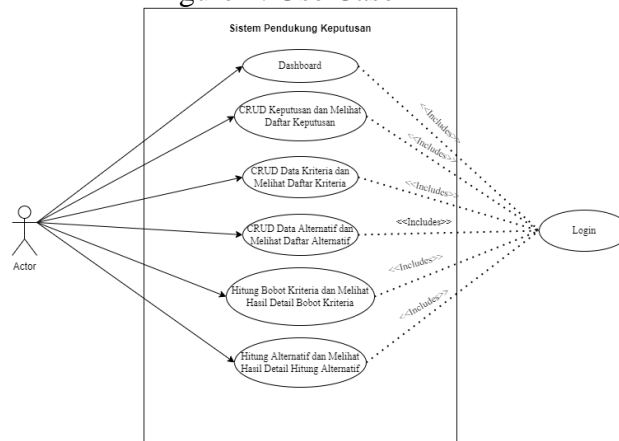 Sistem Pendukung Keputusan
Dashboard
CRUD Keputusan dan Melihat
Daftar Keputusan
CRUD Data Kriteria dan
Melihat Daftar Kriteria
CRUD Data Alternatif dan
Melihat Daftar Alternatif
Hitung Bobot Kriteria dan Melihat
Hasil Detail Bobot Kriteria
Hitung Alternatif dan Melihat
Hasil Detail Hitung Alternatif
Actor
<<Includes>>
<<Includes>>
<<Includes>>
<<Includes>>
<<Includes>>
<<Includes>>
Login